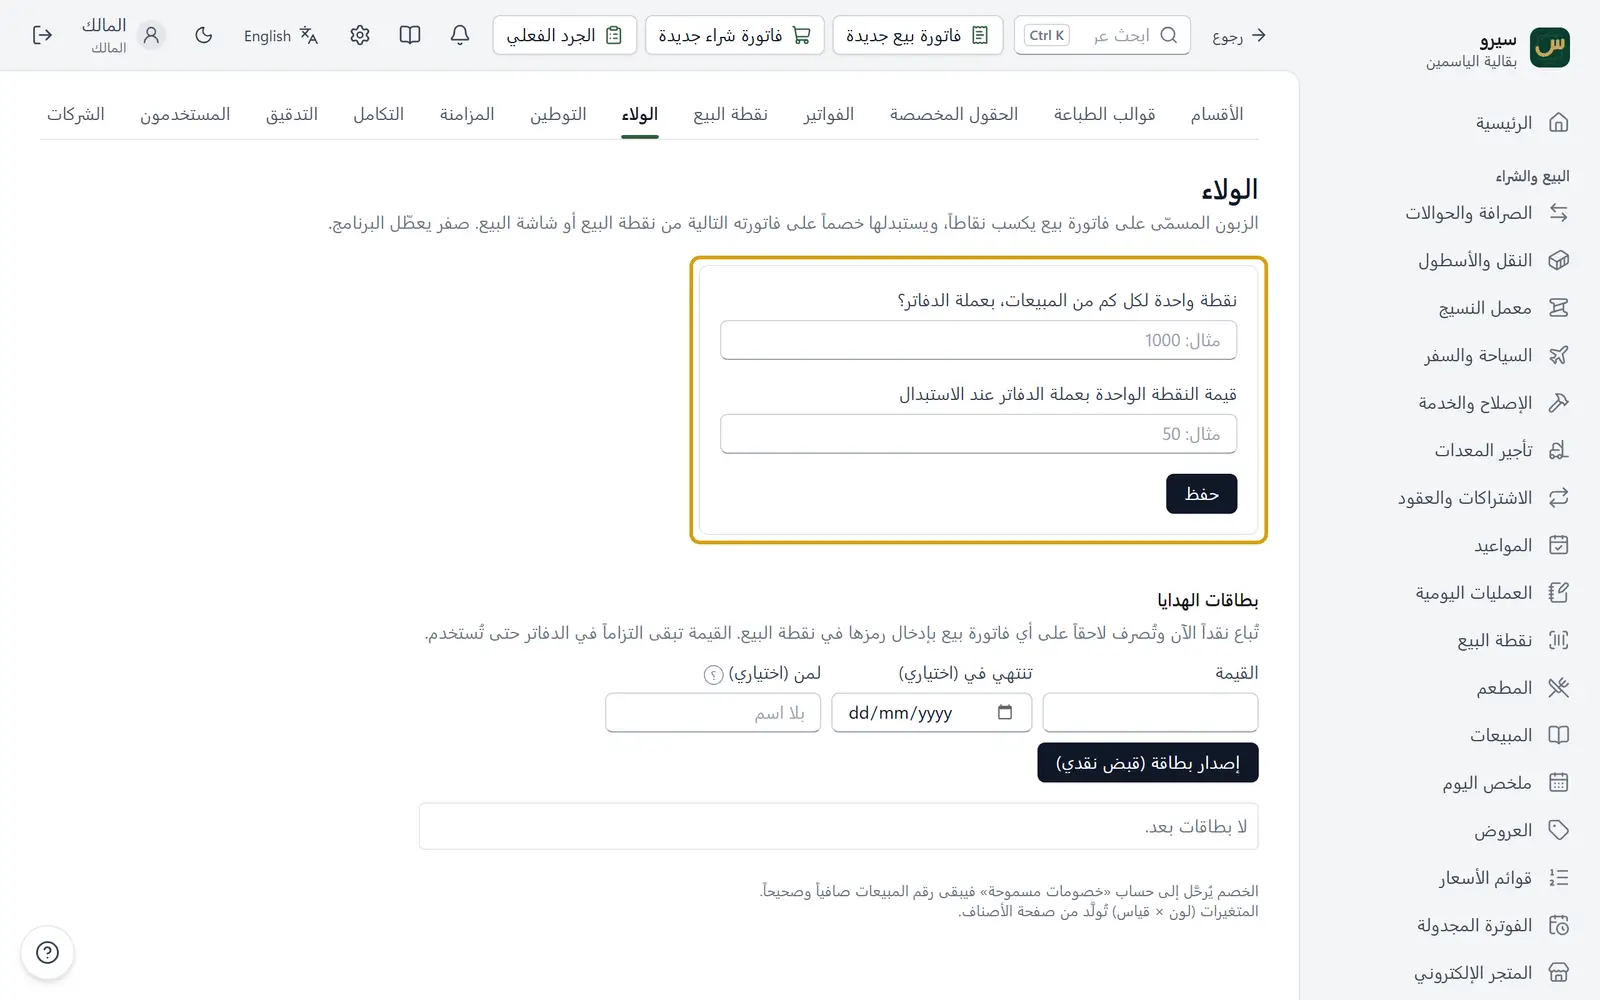 سيرو
بقالية الياسمين
رجوع
ابحث عر
Ctrl K
فاتورة بيع جديدة
فاتورة شراء جديدة
الجرد الفعلي
English
المالك
المالك
الرئيسية
البيع والشراء
الصرافة والحوالات
النقل والأسطول
معمل النسيج
السياحة والسفر
الإصلاح والخدمة
تأجير المعدات
الاشتراكات والعقود
المواعيد
العمليات اليومية
نقطة البيع
المطعم
المبيعات
ملخص اليوم
العروض
قوائم الأسعار
الفوترة المجدولة
المتجر الإلكتروني
الأقسام
قوالب الطباعة
الحقول المخصصة
الفواتير
نقطة البيع
الولاء
التوطين
المزامنة
التكامل
التدقيق
المستخدمون
الشركات
الولاء
الزبون المسمّى على فاتورة بيع يكسب نقاطاً، ويستبدلها خصماً على فاتورته التالية من نقطة البيع أو شاشة البيع. صفر يعطّل البرنامج.
نقطة واحدة لكل كم من المبيعات، بعملة الدفاتر؟
مثال: 1000
قيمة النقطة الواحدة بعملة الدفاتر عند الاستبدال
مثال: 50
حفظ
بطاقات الهدايا
تُباع نقداً الآن وتُصرف لاحقاً على أي فاتورة بيع بإدخال رمزها في نقطة البيع. القيمة تبقى التزاماً في الدفاتر حتى تُستخدم.
القيمة
تنتهي في (اختياري)
لمن (اختياري) ؟
dd/mm/yyyy
بلا اسم
إصدار بطاقة (قبض نقدي)
لا بطاقات بعد.
الخصم يُرحَّل إلى حساب «خصومات مسموحة» فيبقى رقم المبيعات صافياً وصحيحاً.
المتغيرات (لون × قياس) تُولَّد من صفحة الأصناف.